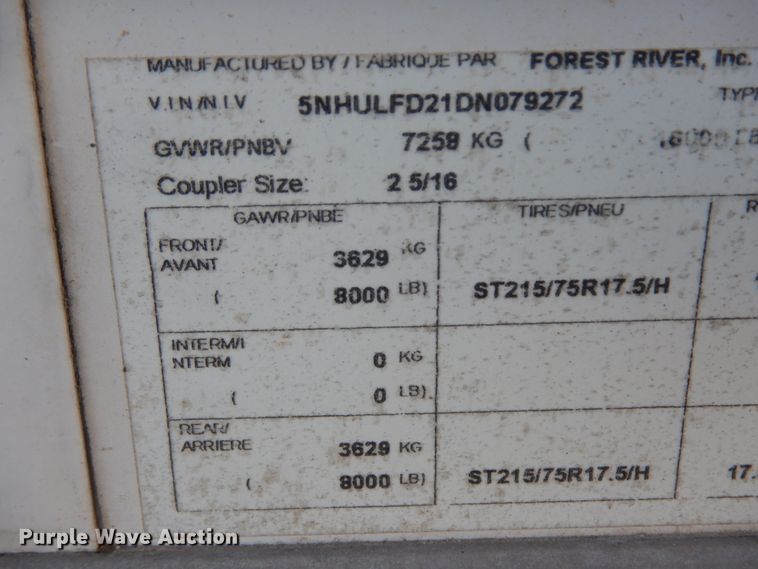 MANUFACTURED BY / FABRIQUE PAR FOREST RIVER, Inc.
V.I.N/N.I.V 5NHULFD21DN079272 TYPE
GVWR/PNBV 7258 KG (
Coupler Size: 2 5/16
GAWR/PNBE TIRES/PNEU R
FRONT/
AVANT 3629 KG
( 8000 LB) ST215/75R17.5/H
INTERM/I
NTERM 0 KG
( 0 LB)
REAR/
ARRIERE 3629 KG
( 8000 LB) ST215/75R17.5/H 17.
Purple Wave Auction